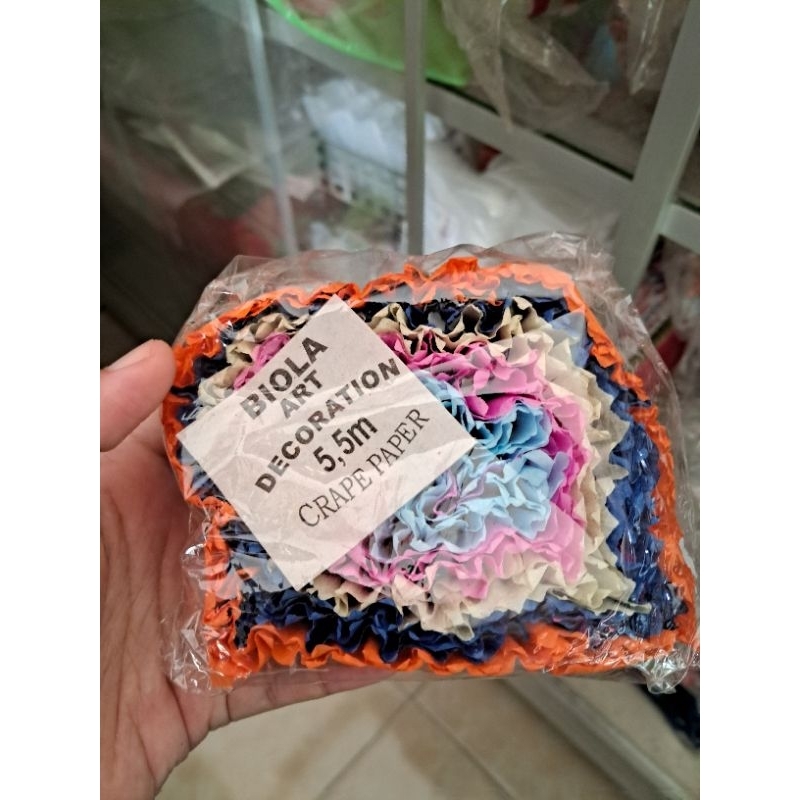 BIOLA
ART
DECORATION
5,5m
CRAPE PAPER